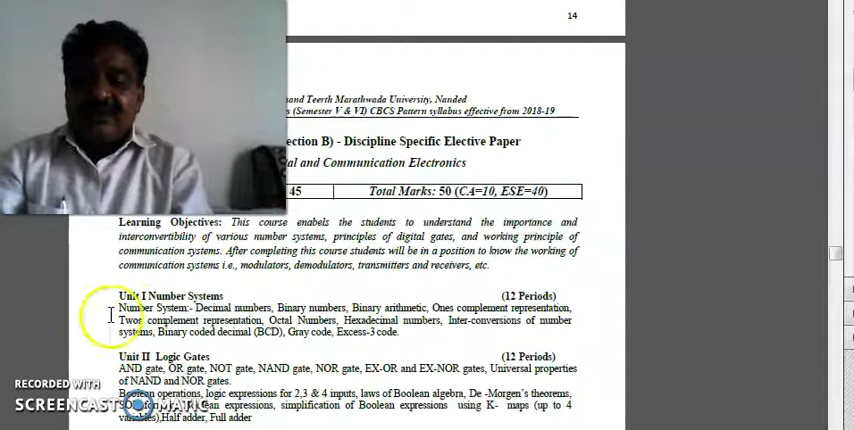 14
and Teerth Marathwada University, Nanded
(Semester V & VI) CBCS Pattern syllabus effective from 2018-19
ection B) - Discipline Specific Elective Paper
al and Communication Electronics
45 Total Marks: 50 (CA=10, ESE=40)
Learning Objectives: This course enabels the students to understand the importance and
interconvertibility of various number systems, principles of digital gates, and working principle of
communication systems. After completing this course students will be in a position to know the working of
communication systems i.e., modulators, demodulators, transmitters and receivers, etc.
Unit I Number Systems (12 Periods)
Number System:- Decimal numbers, Binary numbers, Binary arithmetic, Ones complement representation,
Twos complement representation, Octal Numbers, Hexadecimal numbers, Inter-conversions of number
systems, Binary coded decimal (BCD), Gray code, Excess-3 code.
Unit II Logic Gates (12 Periods)
AND gate, OR gate, NOT gate, NAND gate, NOR gate, EX-OR and EX-NOR gates, Universal properties
of NAND and NOR gates.
Boolean operations, logic expressions for 2,3 & 4 inputs, laws of Boolean algebra, De -Morgen's theorems,
expressions, simplification of Boolean expressions using K- maps (up to 4
variables),Half adder, Full adder
RECORDED WITH
SCREENCAST MATIC